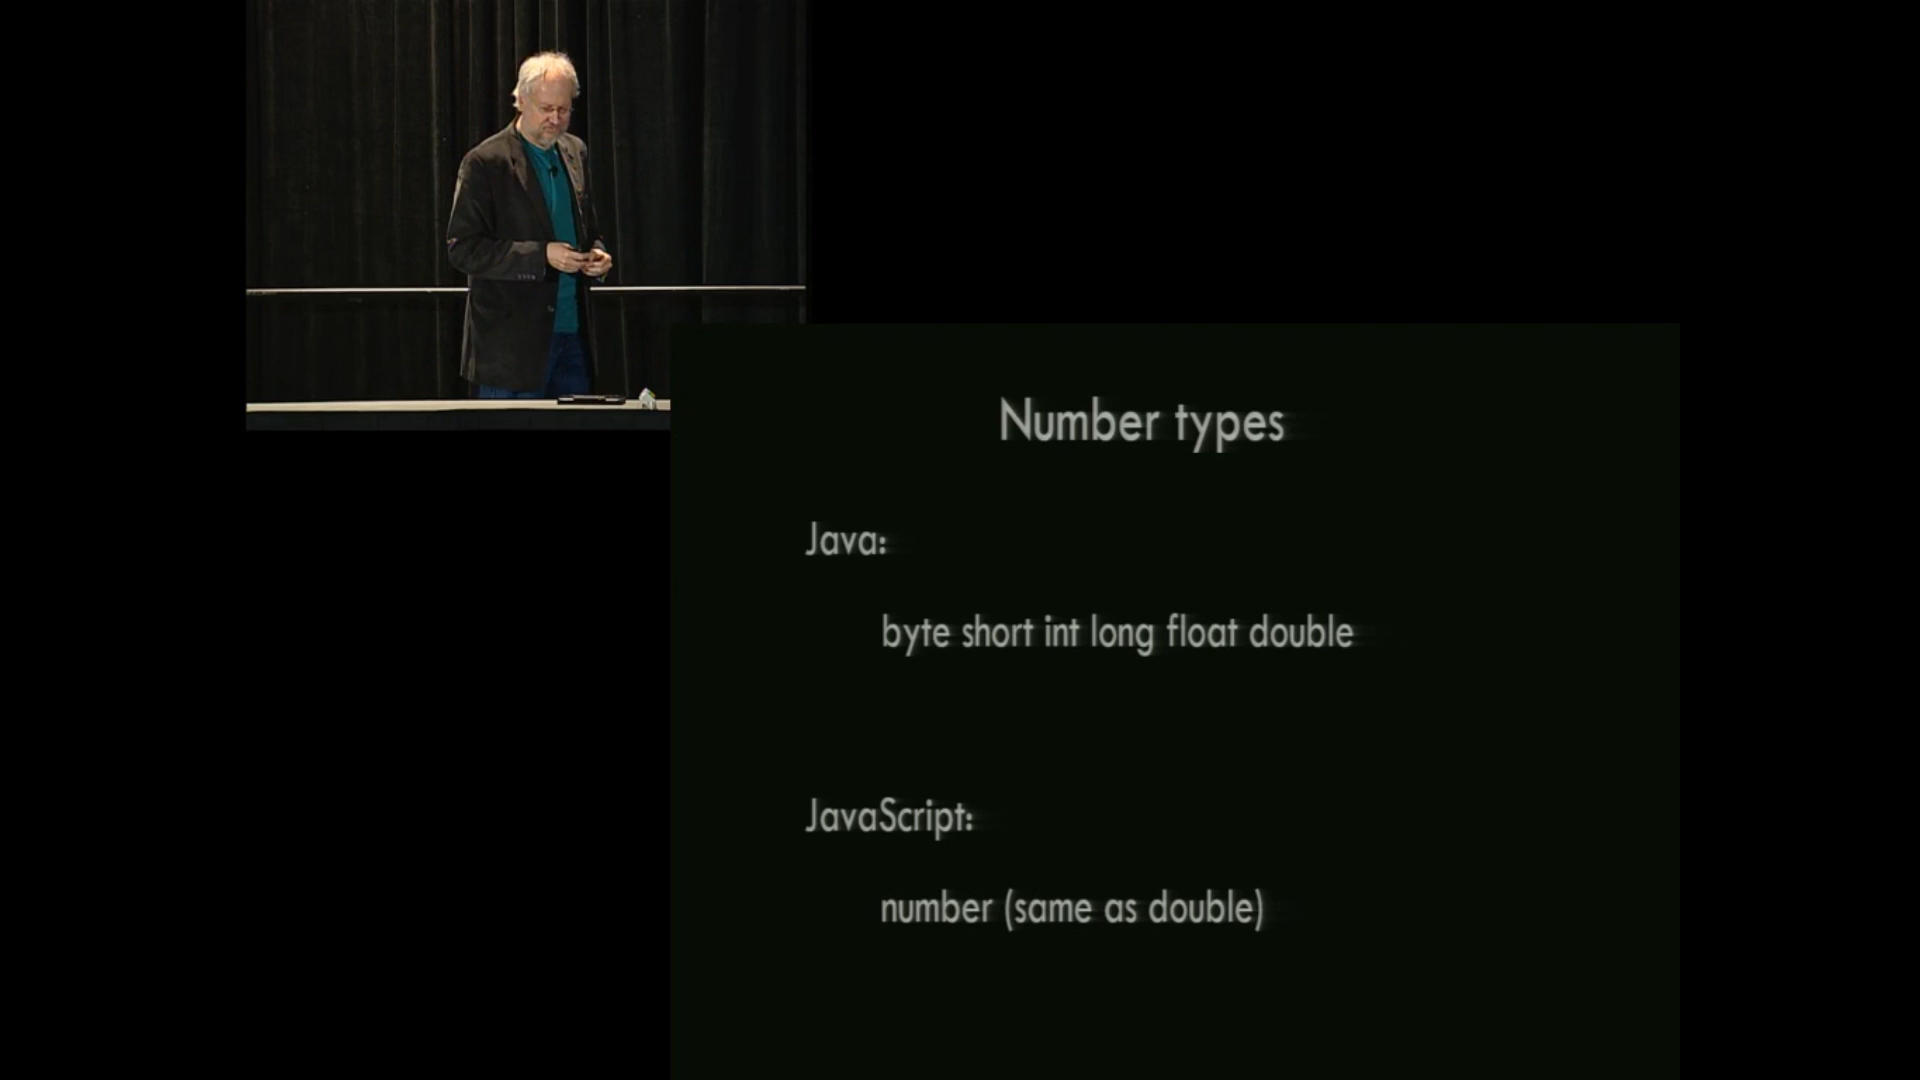 Number types
Java:
byte short int long float double
JavaScript:
number (same as double)